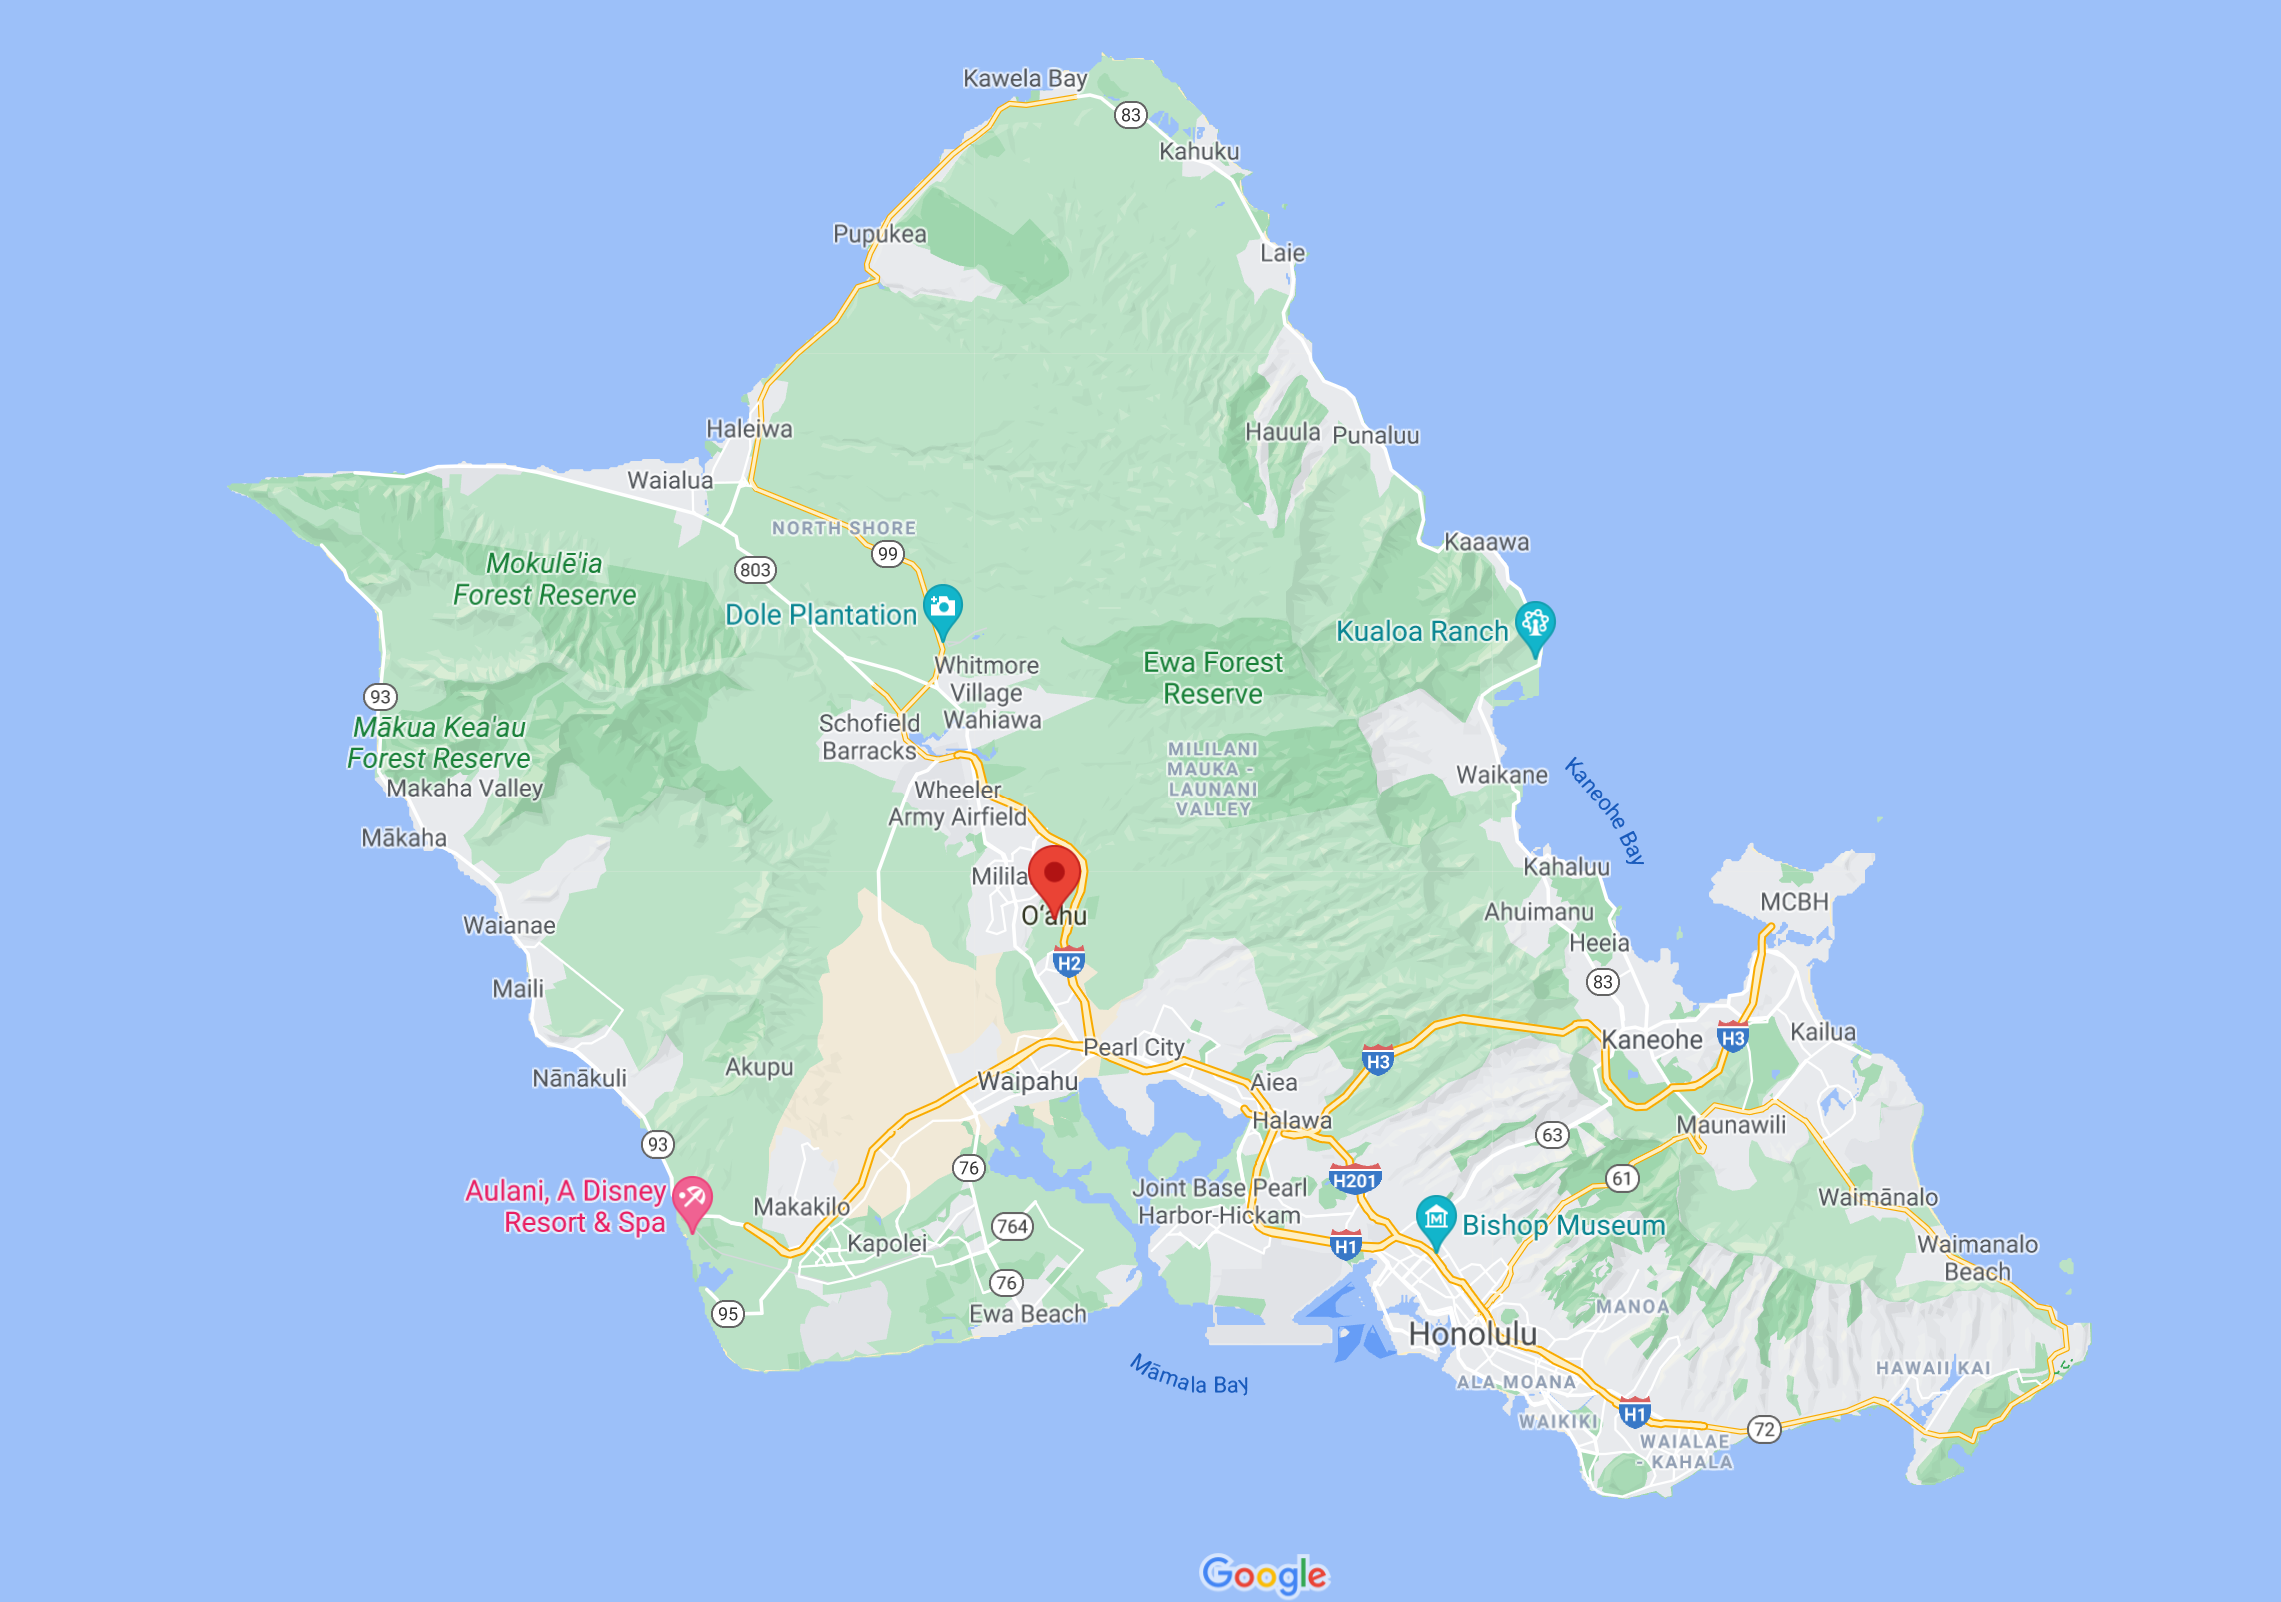 Kawela Bay
83
Kahuku
Pupukea
Laie
Haleiwa
Hauula
Punaluu
Waialua
NORTH SHORE
99
Kaaawa
803
Mokulē'ia
Forest Reserve
Dole Plantation
Kualoa Ranch
Whitmore
Village
Ewa Forest
Reserve
93
Mākua Kea'au
Forest Reserve
Schofield
Barracks
Wahiawa
MILILANI
MAUKA -
LAUNANI
VALLEY
Waikane
Kaneohe Bay
Makaha Valley
Wheeler
Army Airfield
Mākaha
Kahaluu
Milila
MCBH
Oʻahu
Ahuimanu
Waianae
Heeia
H2
Maili
83
Kaneohe
H3
Kailua
Pearl City
H3
Akupu
Nānākuli
Waipahu
Aiea
Halawa
Maunawili
93
63
76
61
H201
Aulani, A Disney
Resort & Spa
Joint Base Pearl
Harbor-Hickam
Waimānalo
Makakilo
764
Bishop Museum
Kapolei
H1
Waimanalo
Beach
76
95
Ewa Beach
MANOA
Honolulu
Māmala Bay
HAWAII KAI
ALA MOANA
WAIKIKI
H1
72
WAIALAE
- KAHALA
Google